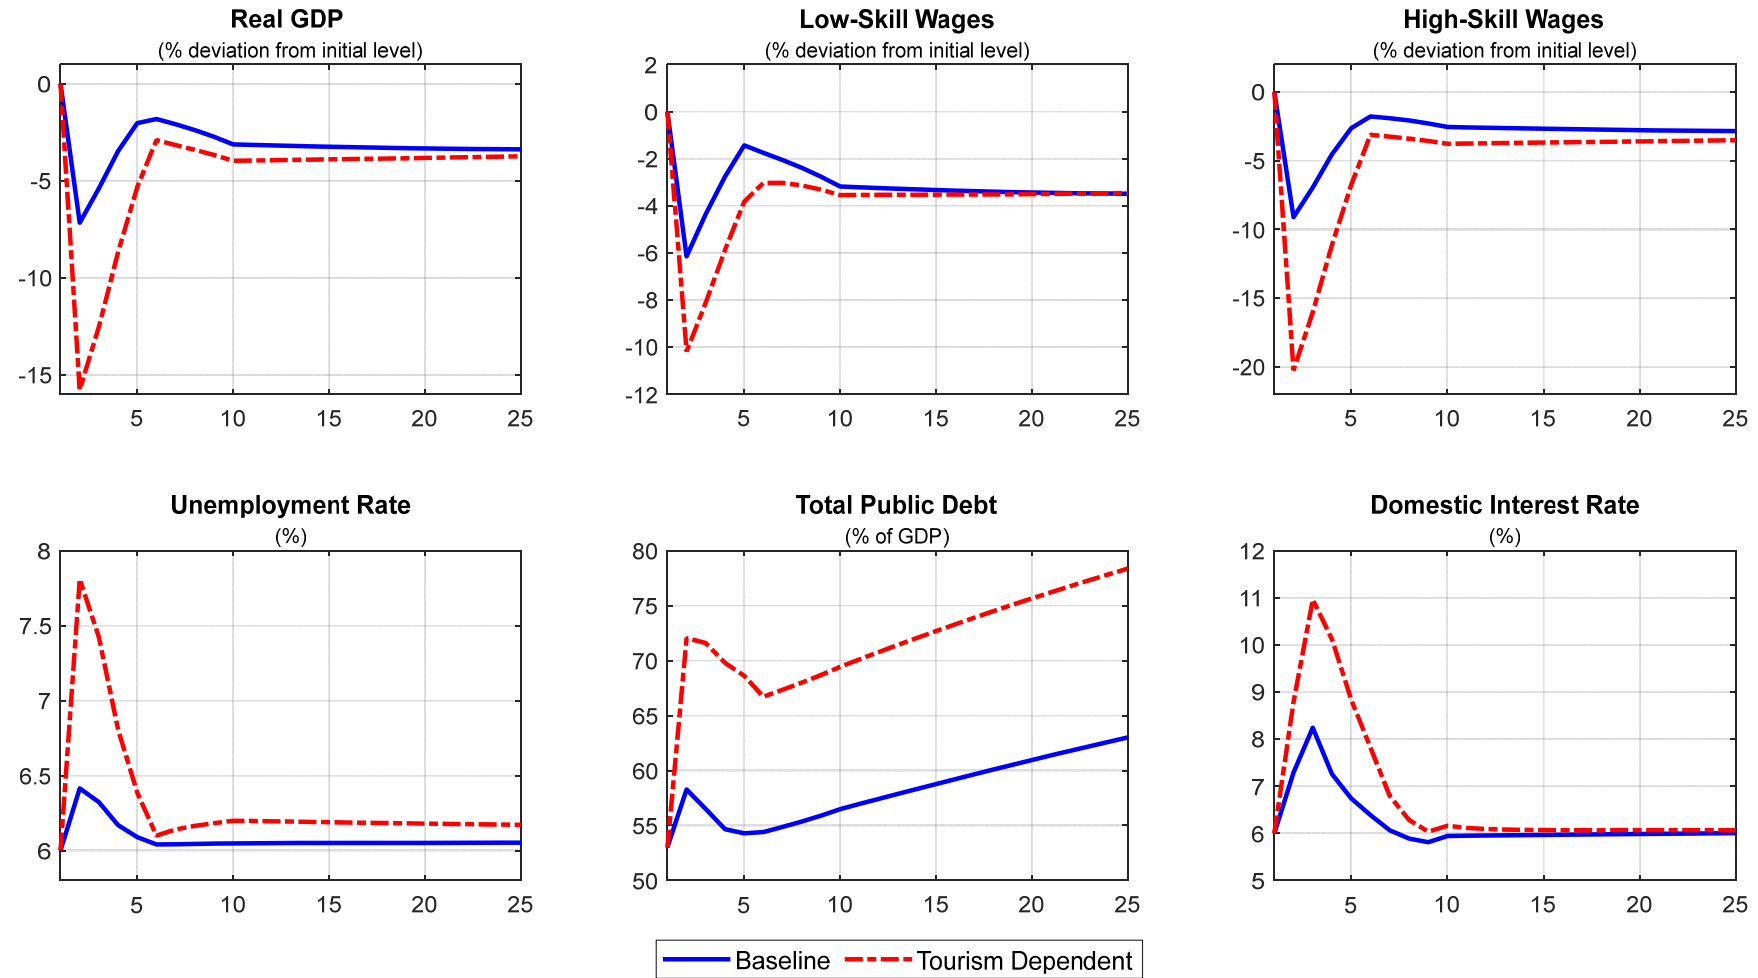 Real GDP
(% deviation from initial level)
0
-5
-10
-15
5 10 15 20 25
Low-Skill Wages
(% deviation from initial level)
2
0
-2
-4
-6
-8
-10
-12
5 10 15 20 25
High-Skill Wages
(% deviation from initial level)
0
-5
-10
-15
-20
5 10 15 20 25
Unemployment Rate
(%)
8
7.5
7
6.5
6
5 10 15 20 25
Total Public Debt
(% of GDP)
80
75
70
65
60
55
50
5 10 15 20 25
Domestic Interest Rate
(%)
12
11
10
9
8
7
6
5
5 10 15 20 25
Baseline Tourism Dependent